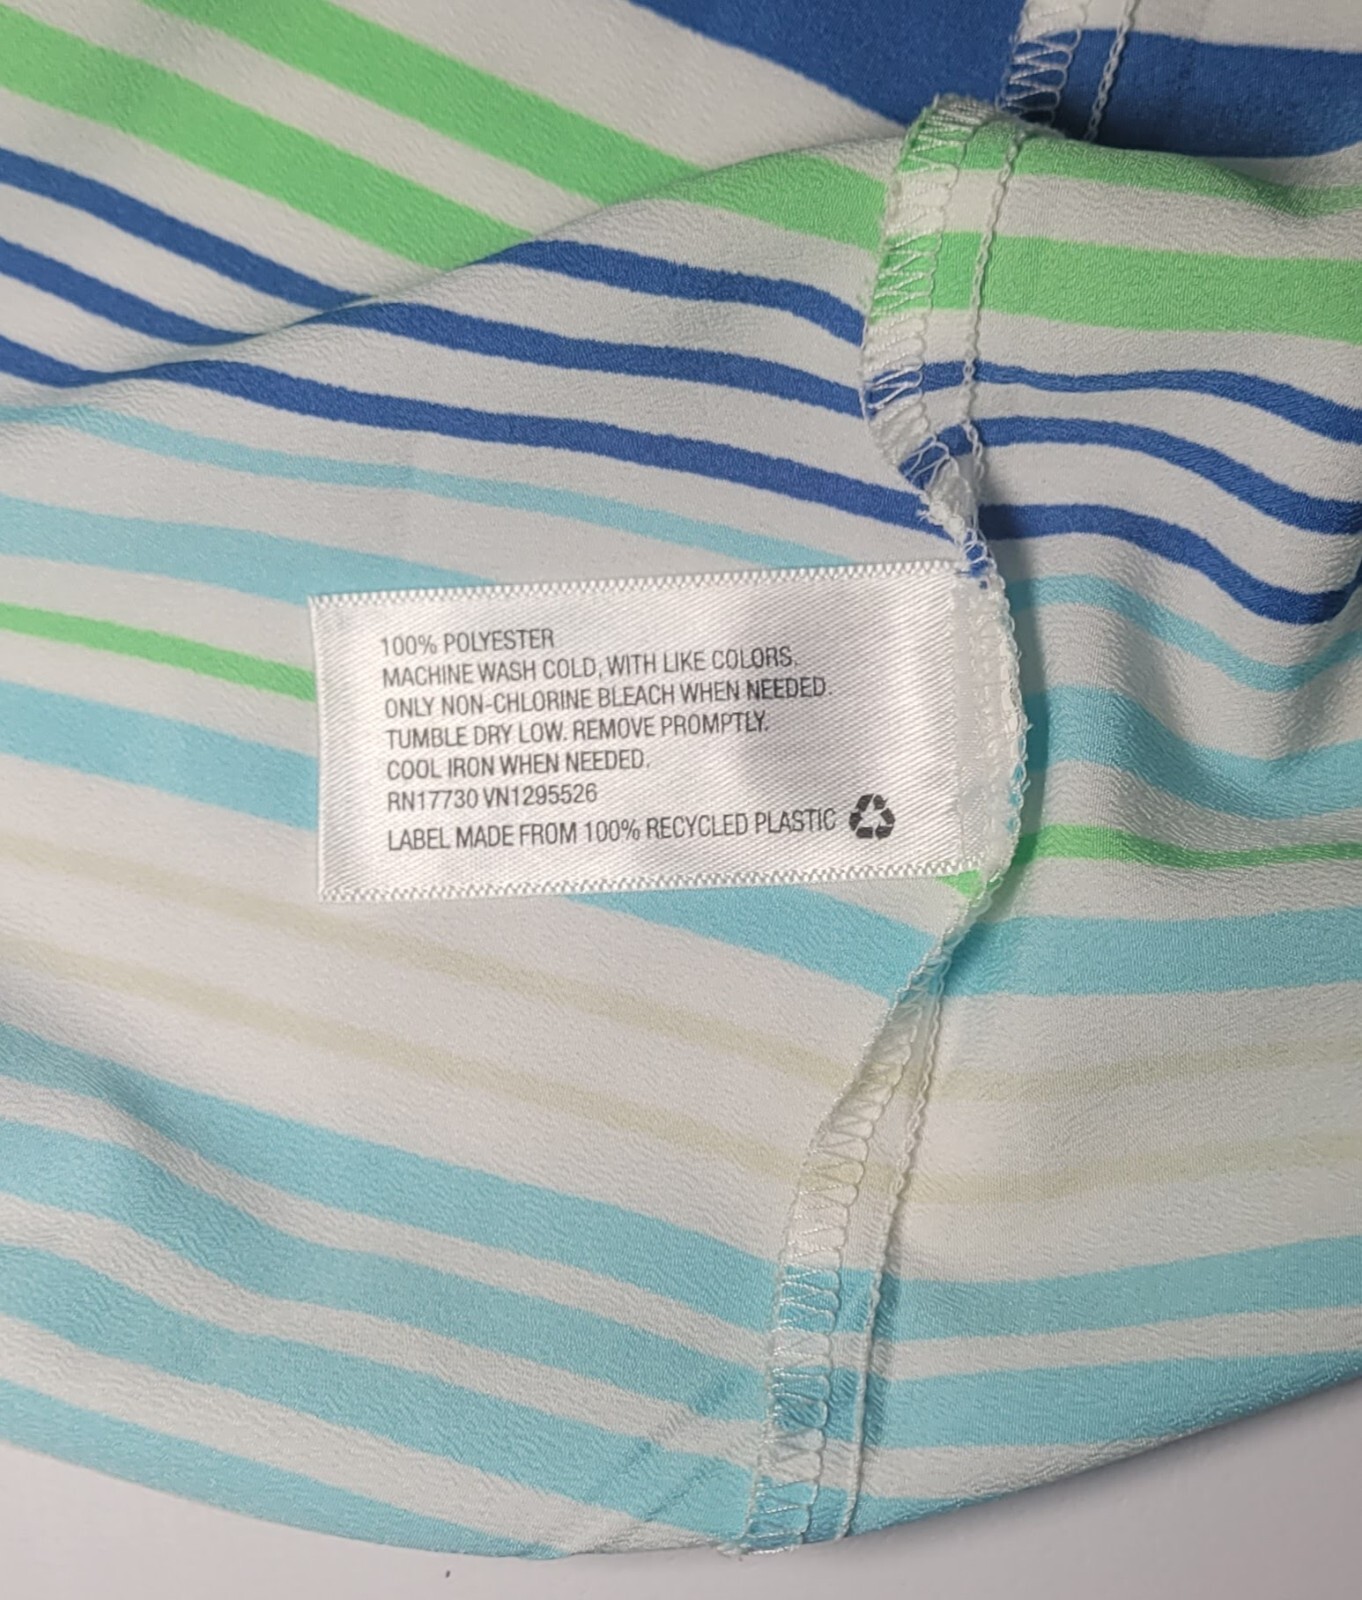 100% POLYESTER
MACHINE WASH COLD, WITH LIKE COLORS.
ONLY NON-CHLORINE BLEACH WHEN NEEDED.
TUMBLE DRY LOW. REMOVE PROMPTLY.
COOL IRON WHEN NEEDED.
RN17730 VN1295526
LABEL MADE FROM 100% RECYCLED PLASTIC